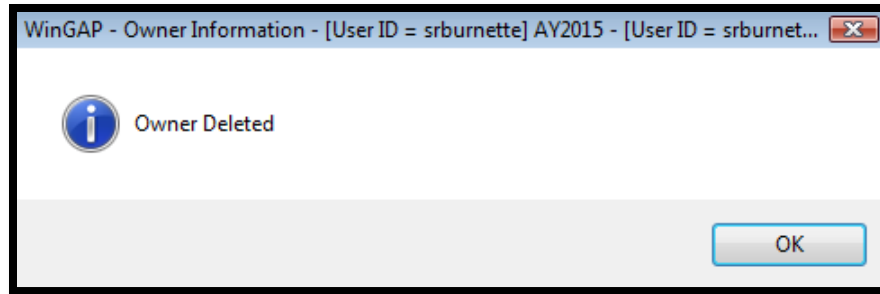 WinGAP - Owner Information - [User ID = srburnette] AY2015 - [User ID = srburnet...
Owner Deleted
OK